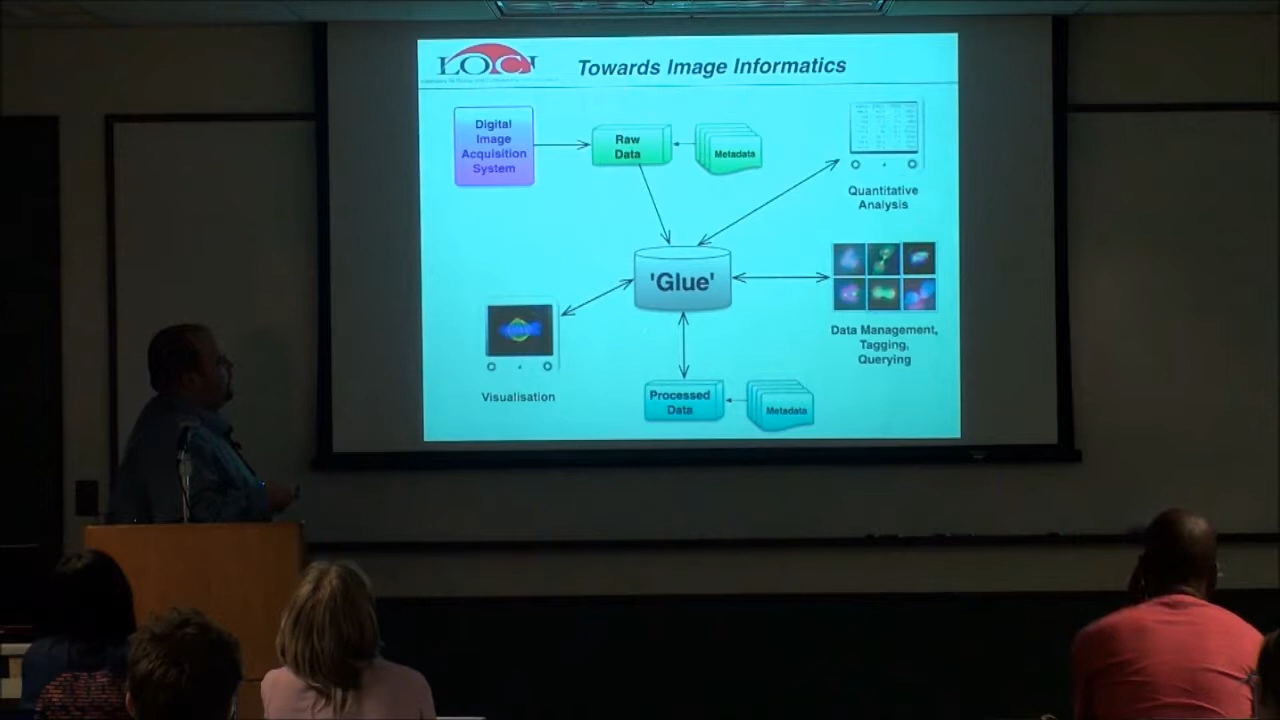 LOCI
Towards Image Informatics
Digital
Image
Acquisition
System
Raw
Data
Metadata
Quantitative
Analysis
'Glue'
Data Management,
Tagging,
Querying
Visualisation
Processed
Data
Metadata